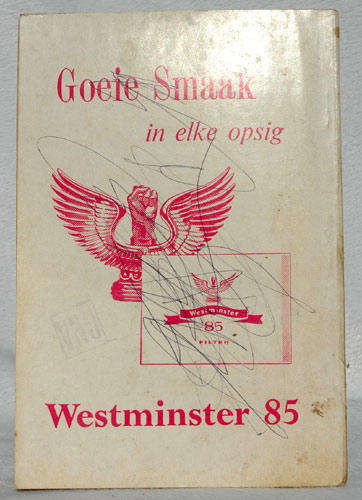 Goeie Smaak
in elke opsig
Westminster
85
FILTER
Westminster 85